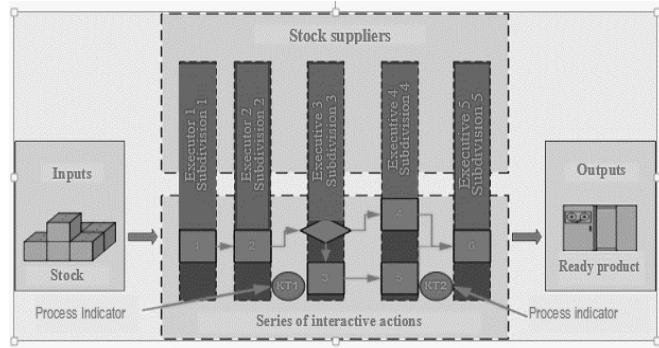 Stock suppliers
Executor 1
Subdivision 1
Executor 2
Subdivision 2
Executive 3
Subdivision 3
Executive 4
Subdivision 4
Executive 5
Subdivision 5
Inputs
Stock
Outputs
Ready product
1
2
4
6
3
5
KT1
KT2
Process Indicator
Process indicator
Series of interactive actions